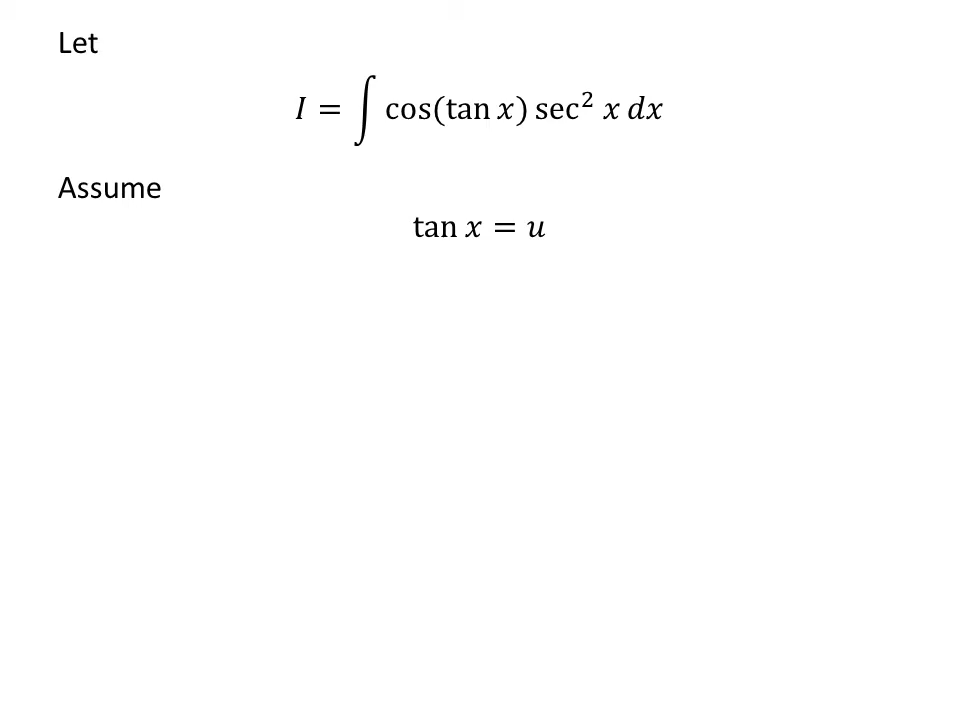 Let
𝐼 = ∫ cos(tan 𝑥) sec² 𝑥 𝑑𝑥
Assume
tan 𝑥 = 𝑢